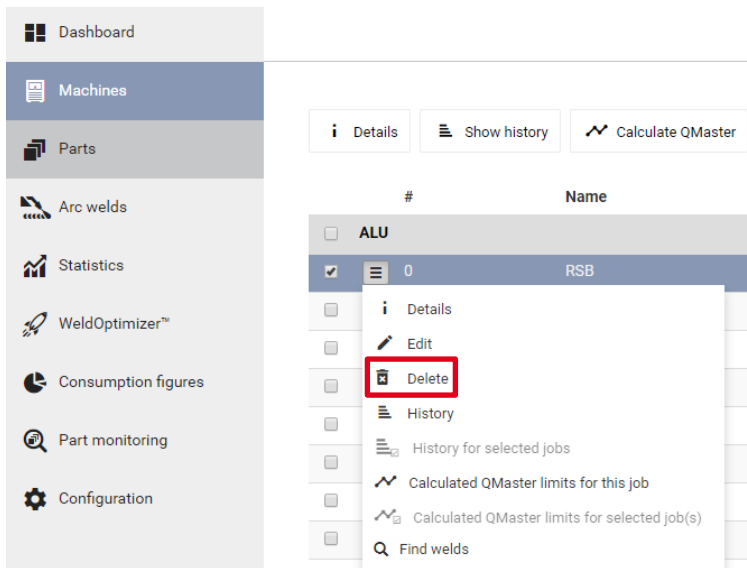 Dashboard
Machines
Parts
Arc welds
Statistics
WeldOptimizer™
Consumption figures
Part monitoring
Configuration
Details Show history Calculate QMaster
# Name
ALU
0 RSB
Details
Edit
Delete
History
History for selected jobs
Calculated QMaster limits for this job
Calculated QMaster limits for selected job(s)
Find welds